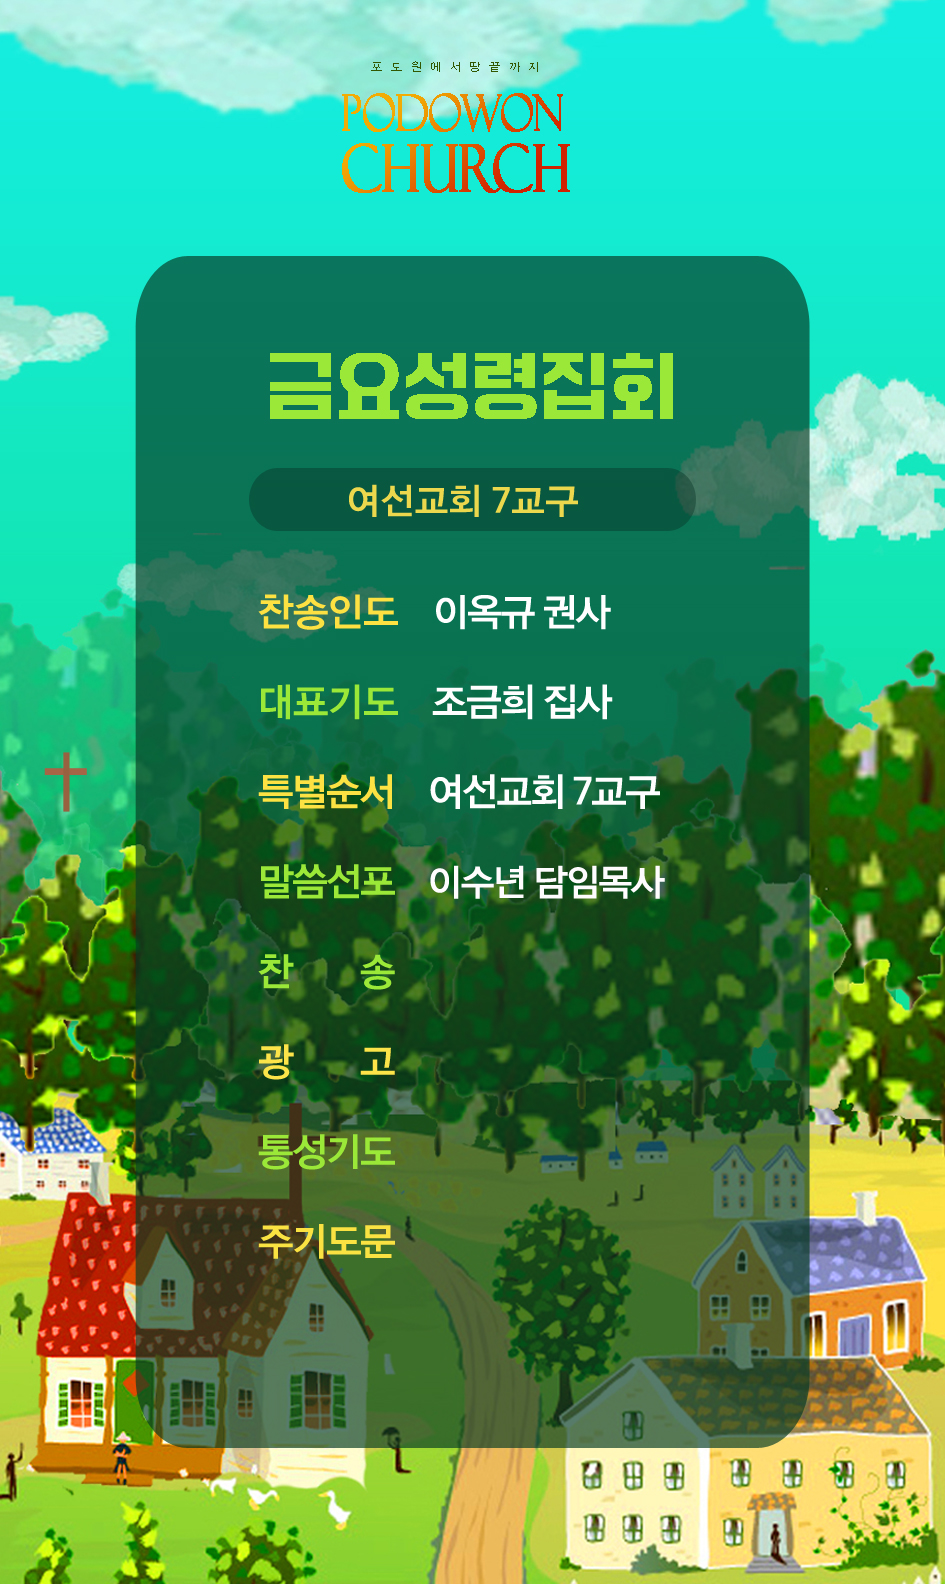 포도원에서땅끝까지
PODOWON
CHURCH
금요성령집회
여선교회 7교구
찬송인도 이옥규 권사
대표기도 조금희 집사
특별순서 여선교회 7교구
말씀선포 이수년 담임목사
찬 송
광 고
통성기도
주기도문